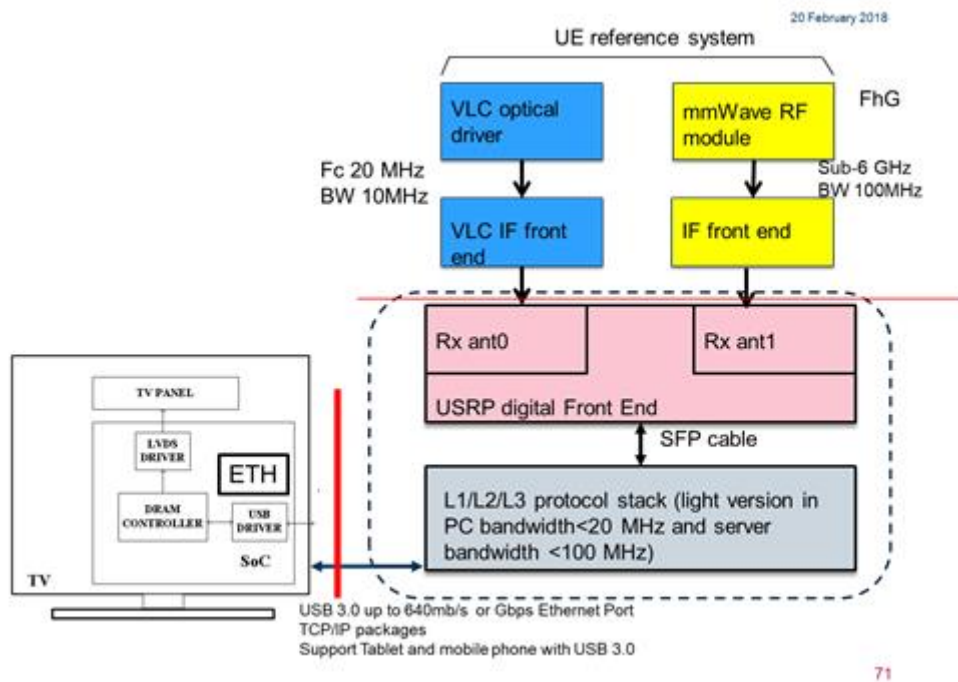 20 February 2018
UE reference system
VLC optical
driver
mmWave RF
module
FhG
Fc 20 MHz
BW 10MHz
Sub-6 GHz
BW 100MHz
VLC IF front
end
IF front end
Rx ant0
Rx ant1
USRP digital Front End
SFP cable
L1/L2/L3 protocol stack (light version in
PC bandwidth<20 MHz and server
bandwidth <100 MHz)
TV PANEL
LVDS
DRIVER
ETH
DRAM
CONTROLLER
USB
DRIVER
SoC
TV
USB 3.0 up to 640mb/s or Gbps Ethernet Port
TCP/IP packages
Support Tablet and mobile phone with USB 3.0
71